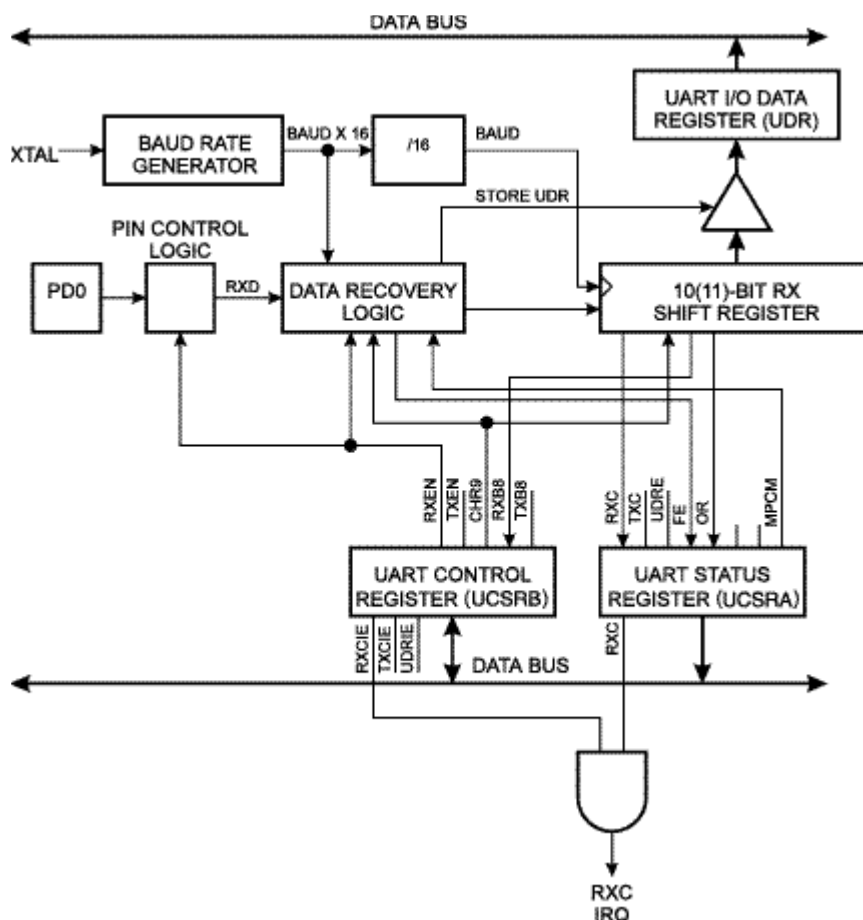 DATA BUS
UART I/O DATA
REGISTER (UDR)
XTAL
BAUD RATE
GENERATOR
BAUD X 16
/16
BAUD
STORE UDR
PIN CONTROL
LOGIC
PD0
RXD
DATA RECOVERY
LOGIC
10(11)-BIT RX
SHIFT REGISTER
RXEN
TXEN
CHR9
RXB8
TXB8
RXC
TXC
UDRE
FE
OR
MPCM
UART CONTROL
REGISTER (UCSRB)
UART STATUS
REGISTER (UCSRA)
RXCIE
TXCIE
UDRIE
RXC
DATA BUS
RXC
IRQ